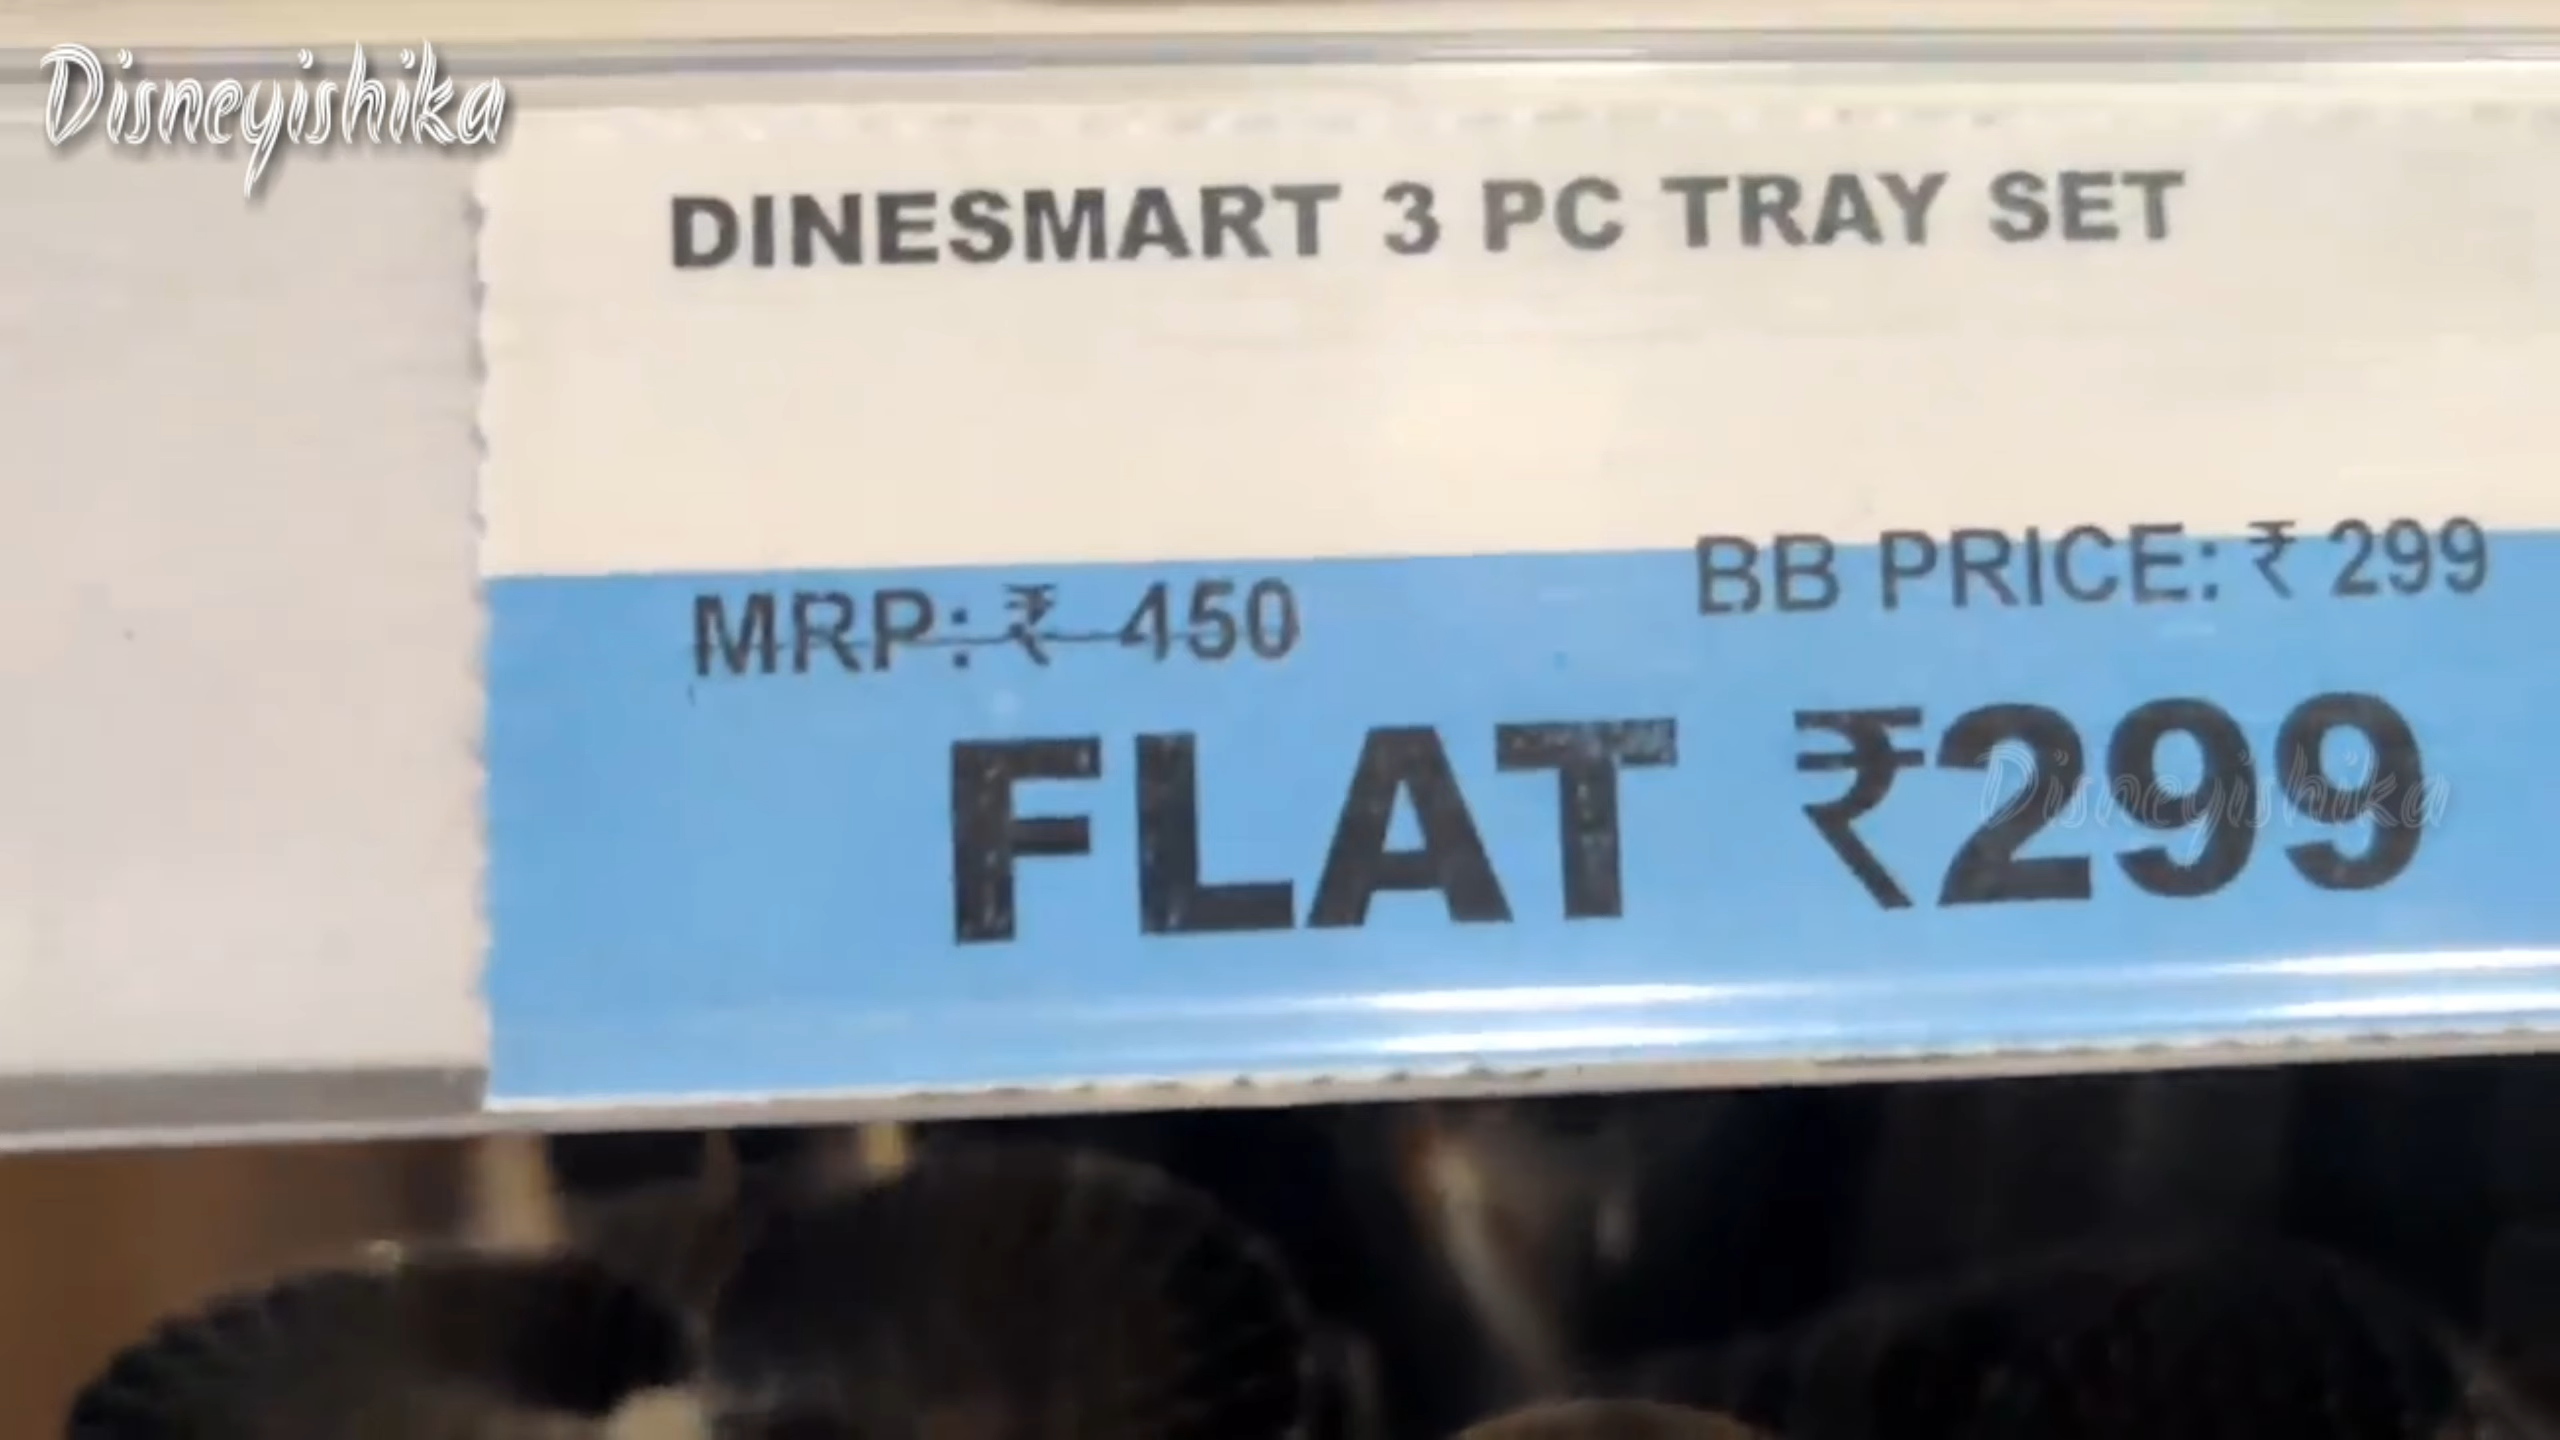 Disneyishika
DINESMART 3 PC TRAY SET
MRP: ₹ 450
BB PRICE: ₹ 299
FLAT ₹299
Disneyishika